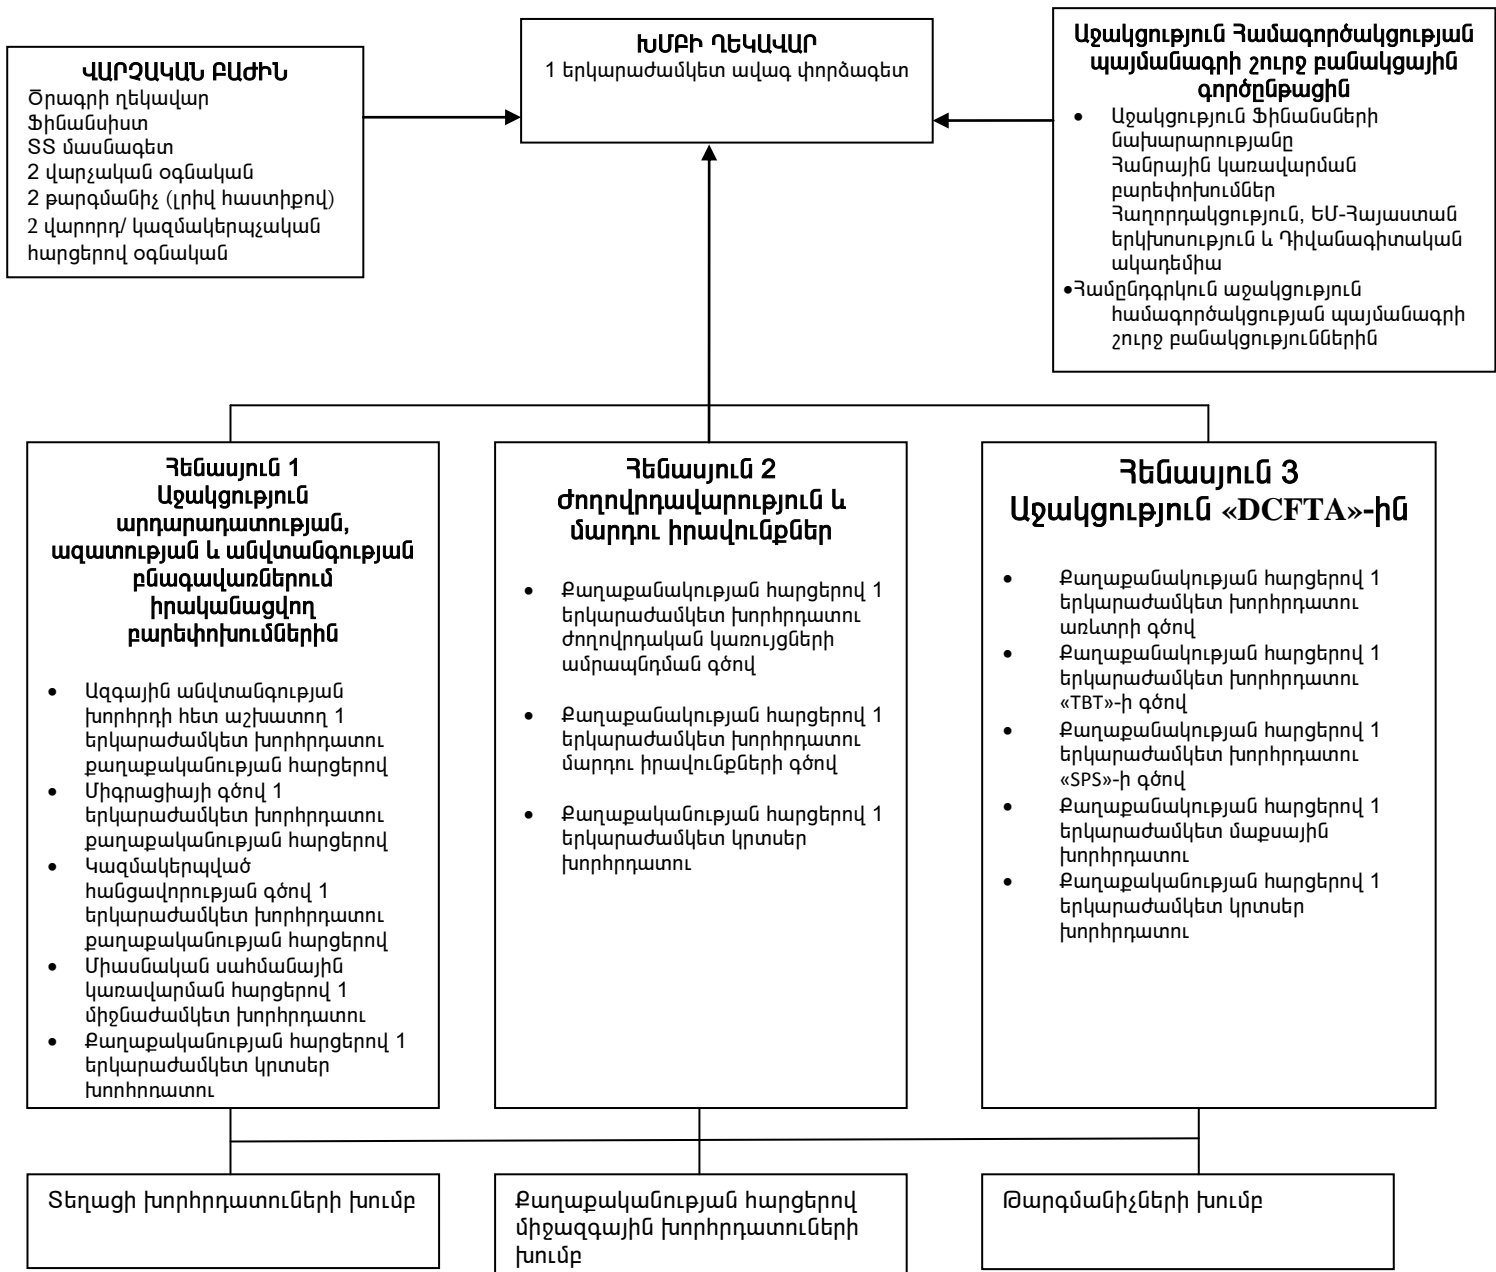 ՎԱՐՉԱԿԱՆ ԲԱԺԻՆ
Ծրագրի ղեկավար
Ֆինանսիստ
ՏՏ մասնագետ
2 վարչական օգնական
2 թարգմանիչ (լրիվ հաստիքով)
2 վարորդ/ կազմակերպչական
հարցերով օգնական
ԽՄԲԻ ՂԵԿԱՎԱՐ
1 երկարաժամկետ ավագ փորձագետ
Աջակցություն Համագործակցության
պայմանագրի շուրջ բանակցային
գործընթացին
• Աջակցություն Ֆինանսների
նախարարությանը
Հանրային կառավարման
բարեփոխումներ
Հաղորդակցություն, ԵՄ-Հայաստան
երկխոսություն և Դիվանագիտական
ակադեմիա
•Համընդգրկուն աջակցություն
համագործակցության պայմանագրի
շուրջ բանակցություններին
Հենասյուն 1
Աջակցություն
արդարադատության,
ազատության և անվտանգության
բնագավառներում
իրականացվող
բարեփոխումներին
• Ազգային անվտանգության
խորհրդի հետ աշխատող 1
երկարաժամկետ խորհրդատու
քաղաքականության հարցերով
• Միգրացիայի գծով 1
երկարաժամկետ խորհրդատու
քաղաքականության հարցերով
• Կազմակերպված
հանցավորության գծով 1
երկարաժամկետ խորհրդատու
քաղաքականության հարցերով
• Միասնական սահմանային
կառավարման հարցերով 1
միջնաժամկետ խորհրդատու
• Քաղաքականության հարցերով 1
երկարաժամկետ կրտսեր
խորհրդատու
Հենասյուն 2
Ժողովրդավարություն և
մարդու իրավունքներ
• Քաղաքանակության հարցերով 1
երկարաժամկետ խորհրդատու
ժողովրդական կառույցների
ամրապնդման գծով
• Քաղաքանակության հարցերով 1
երկարաժամկետ խորհրդատու
մարդու իրավունքների գծով
• Քաղաքականության հարցերով 1
երկարաժամկետ կրտսեր
խորհրդատու
Հենասյուն 3
Աջակցություն «DCFTA»-ին
• Քաղաքանակության հարցերով 1
երկարաժամկետ խորհրդատու
առևտրի գծով
• Քաղաքանակության հարցերով 1
երկարաժամկետ խորհրդատու
«TBT»-ի գծով
• Քաղաքանակության հարցերով 1
երկարաժամկետ խորհրդատու
«SPS»-ի գծով
• Քաղաքանակության հարցերով 1
երկարաժամկետ մաքսային
խորհրդատու
• Քաղաքականության հարցերով 1
երկարաժամկետ կրտսեր
խորհրդատու
Տեղացի խորհրդատուների խումբ
Քաղաքականության հարցերով
միջազգային խորհրդատուների
խումբ
Թարգմանիչների խումբ